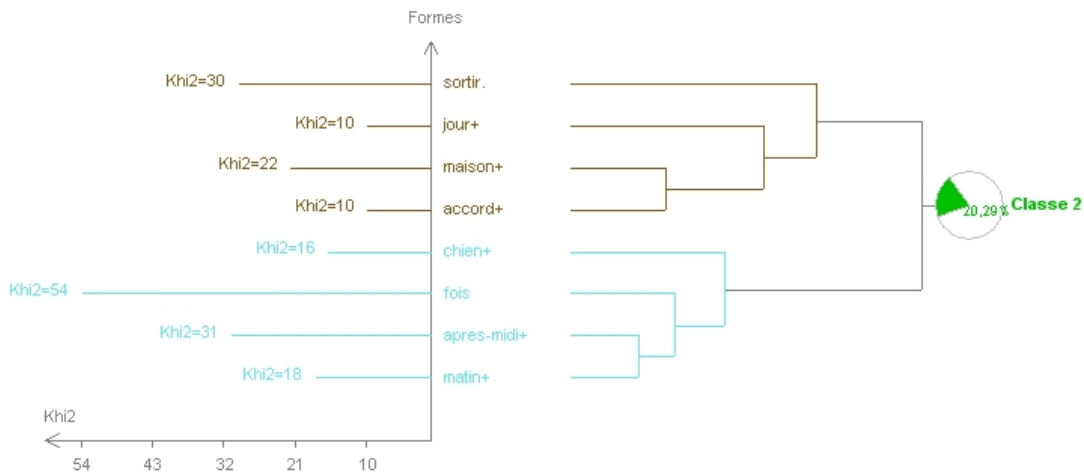 Formes
Khi2=30 sortir.
Khi2=10 jour+
Khi2=22 maison+
Khi2=10 accord+
20,29% Classe 2
Khi2=16 chien+
Khi2=54 fois
Khi2=31 apres-midi+
Khi2=18 matin+
Khi2
54 43 32 21 10